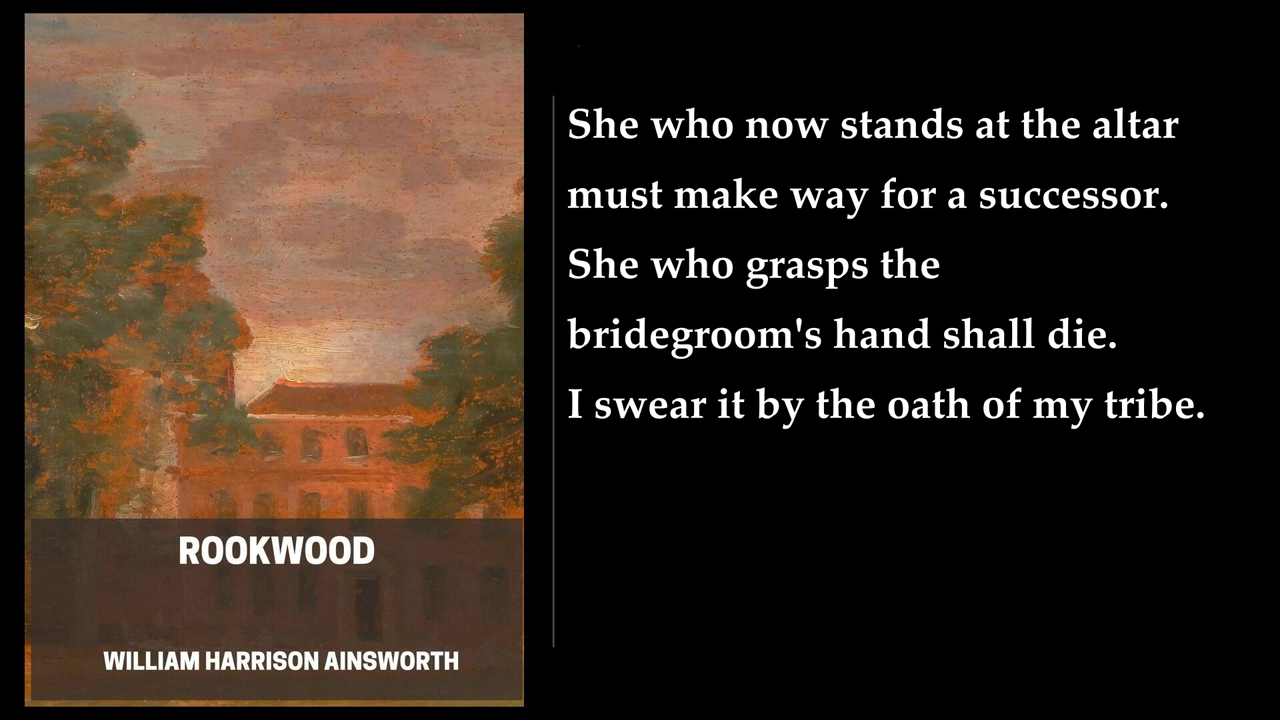 ROOKWOOD
WILLIAM HARRISON AINSWORTH
She who now stands at the altar
must make way for a successor.
She who grasps the
bridegroom's hand shall die.
I swear it by the oath of my tribe.